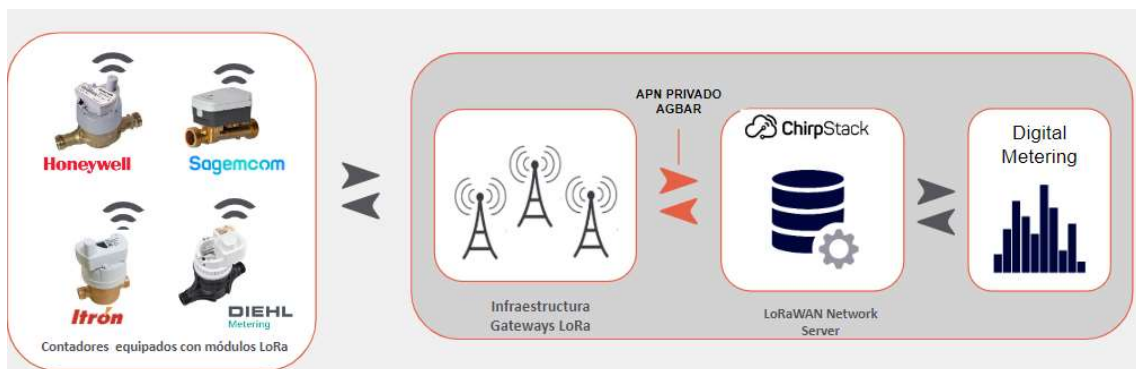 Honeywell
Sagemcom
Itrón
DIEHL
Metering
Contadores equipados con módulos LoRa
APN PRIVADO
AGBAR
Infraestructura
Gateways LoRa
ChirpStack
LoRaWAN Network
Server
Digital
Metering